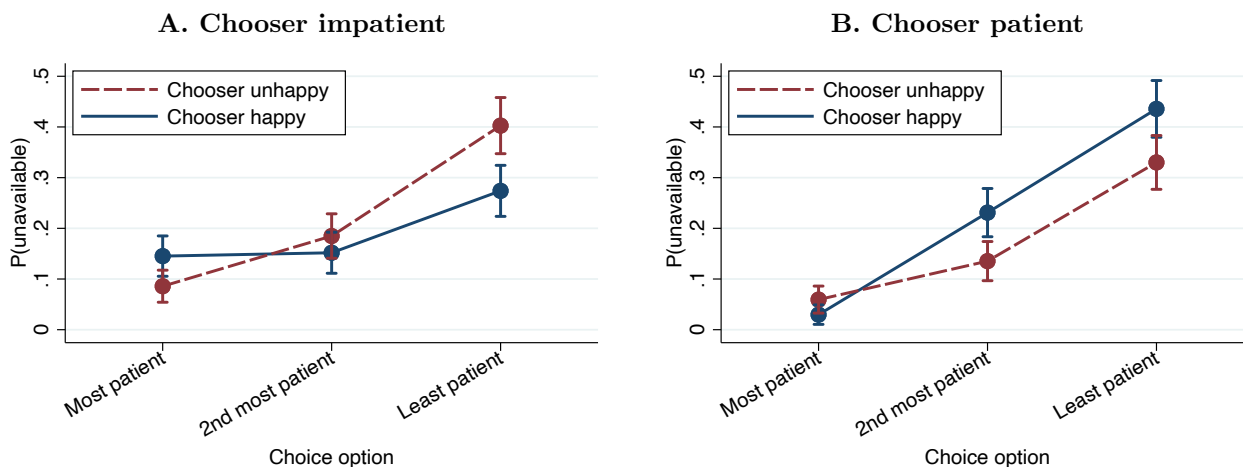 A. Chooser impatient
.5
.4
.3
.2
.1
0
P(unavailable)
Chooser unhappy
Chooser happy
Most patient
2nd most patient
Least patient
Choice option
B. Chooser patient
.5
.4
.3
.2
.1
0
P(unavailable)
Chooser unhappy
Chooser happy
Most patient
2nd most patient
Least patient
Choice option